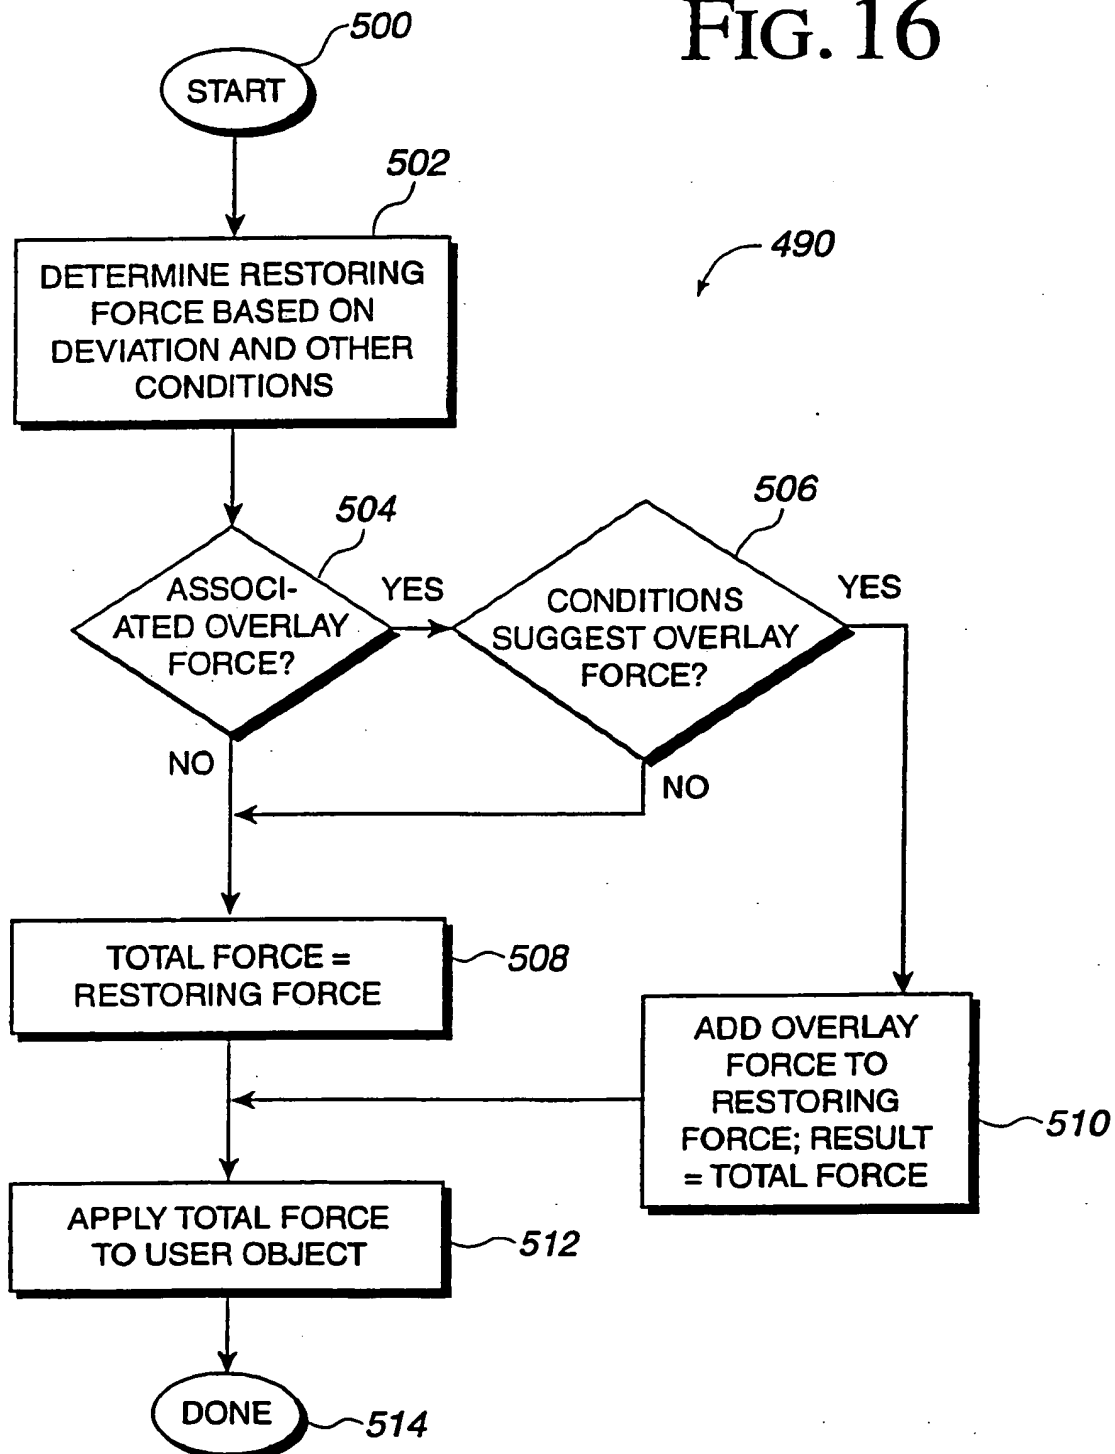 FIG. 16
500
START
502
490
DETERMINE RESTORING
FORCE BASED ON
DEVIATION AND OTHER
CONDITIONS
504
506
ASSOCI-
ATED OVERLAY
FORCE?
YES
CONDITIONS
SUGGEST OVERLAY
FORCE?
YES
NO
NO
TOTAL FORCE =
RESTORING FORCE
508
ADD OVERLAY
FORCE TO
RESTORING
FORCE; RESULT
= TOTAL FORCE
510
APPLY TOTAL FORCE
TO USER OBJECT
512
DONE
514